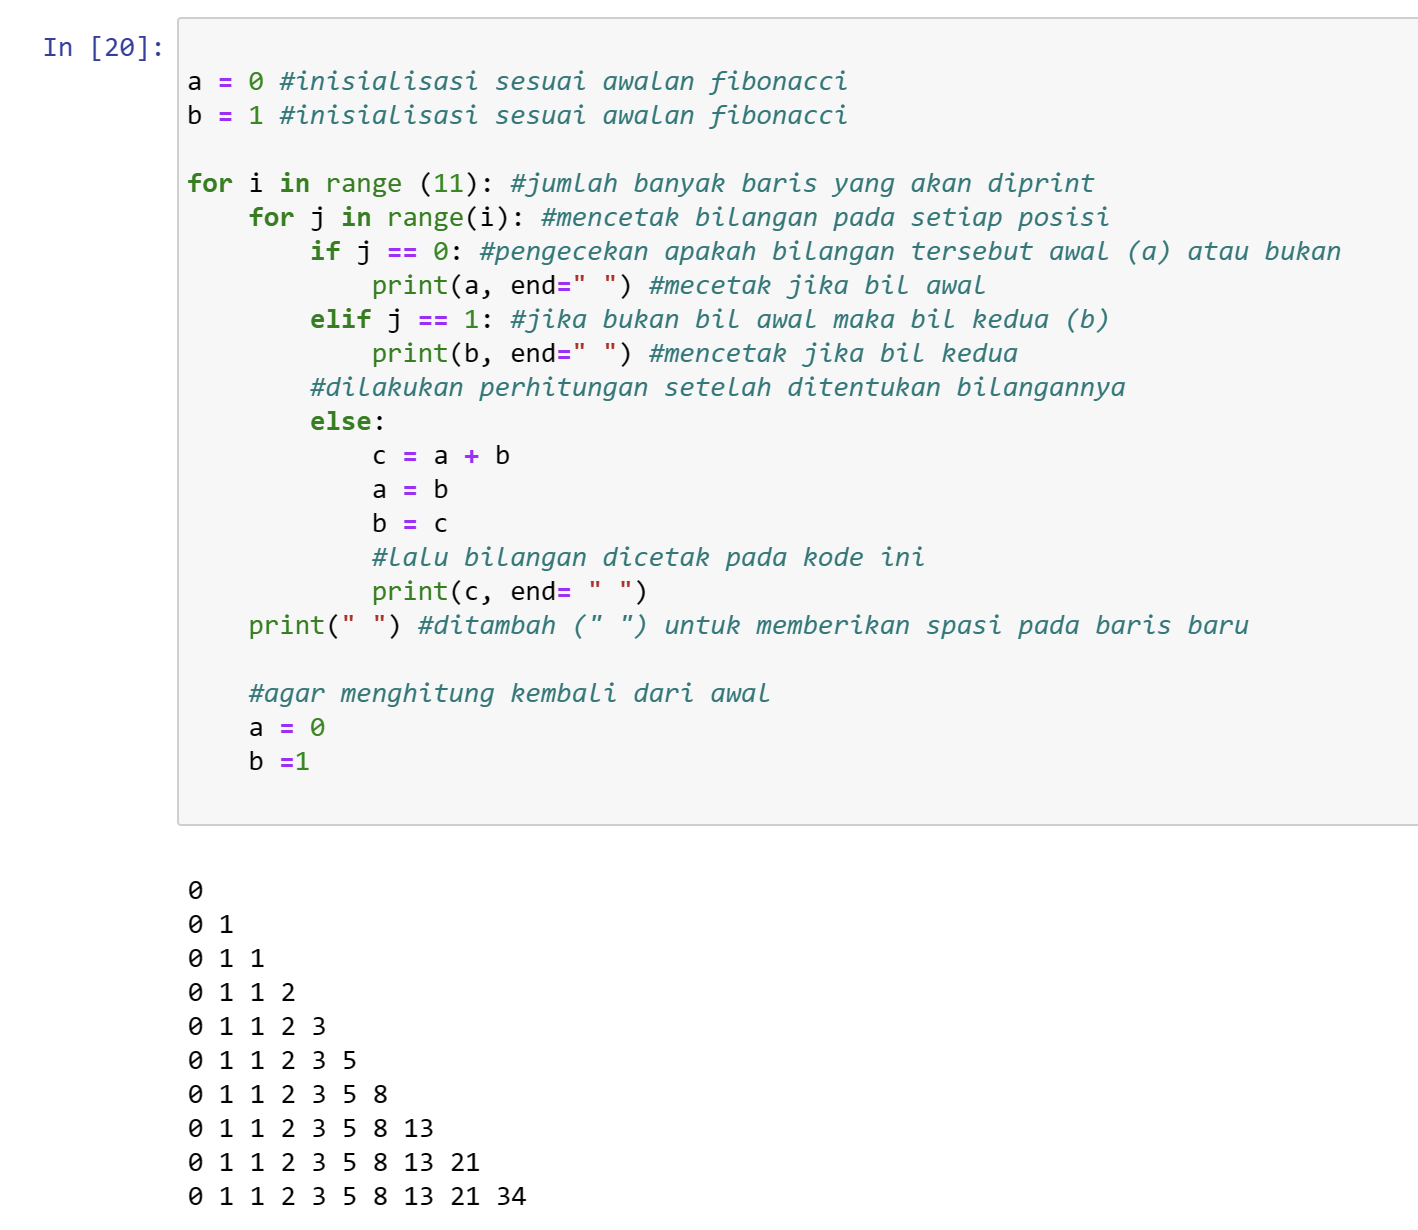 In [20]:
a = 0 #inisialisasi sesuai awalan fibonacci
b = 1 #inisialisasi sesuai awalan fibonacci
for i in range (11): #jumlah banyak baris yang akan diprint
    for j in range(i): #mencetak bilangan pada setiap posisi
        if j == 0: #pengecekan apakah bilangan tersebut awal (a) atau bukan
            print(a, end=" ") #mecetak jika bil awal
        elif j == 1: #jika bukan bil awal maka bil kedua (b)
            print(b, end=" ") #mencetak jika bil kedua
        #dilakukan perhitungan setelah ditentukan bilangannya
        else:
            c = a + b
            a = b
            b = c
            #lalu bilangan dicetak pada kode ini
            print(c, end= " ")
    print(" ") #ditambah (" ") untuk memberikan spasi pada baris baru
    #agar menghitung kembali dari awal
    a = 0
    b =1
0
0 1
0 1 1
0 1 1 2
0 1 1 2 3
0 1 1 2 3 5
0 1 1 2 3 5 8
0 1 1 2 3 5 8 13
0 1 1 2 3 5 8 13 21
0 1 1 2 3 5 8 13 21 34